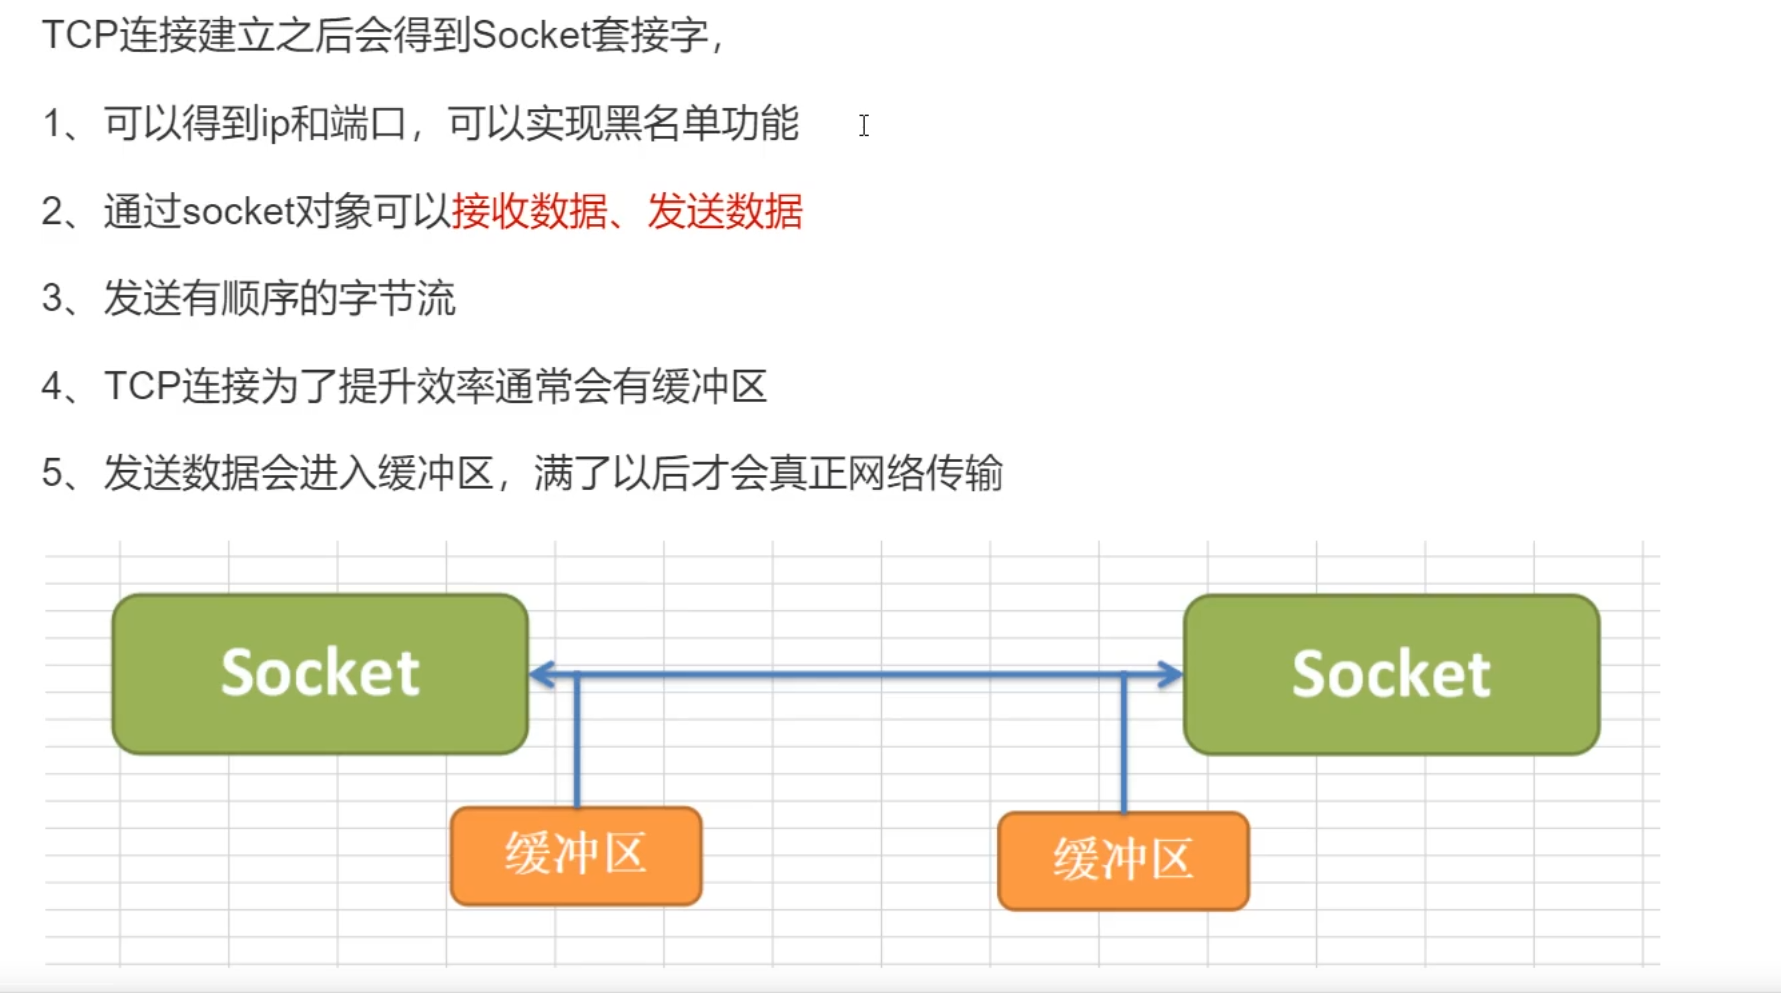 TCP连接建立之后会得到Socket套接字，
1、可以得到ip和端口，可以实现黑名单功能
2、通过socket对象可以接收数据、发送数据
3、发送有顺序的字节流
4、TCP连接为了提升效率通常会有缓冲区
5、发送数据会进入缓冲区，满了以后才会真正网络传输
Socket
Socket
缓冲区
缓冲区